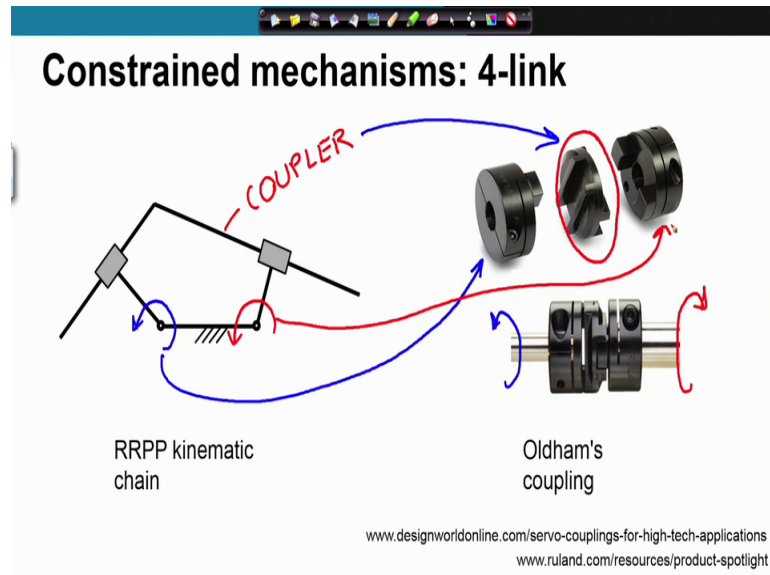 Constrained mechanisms: 4-link
COUPLER
RRPP kinematic
chain
Oldham's
coupling
www.designworldonline.com/servo-couplings-for-high-tech-applications
www.ruland.com/resources/product-spotlight